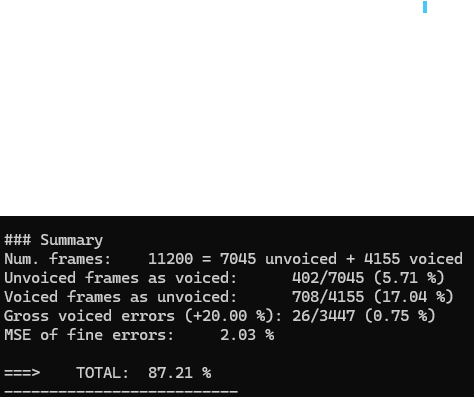 ### Summary
Num. frames:    11200 = 7045 unvoiced + 4155 voiced
Unvoiced frames as voiced:      402/7045 (5.71 %)
Voiced frames as unvoiced:      708/4155 (17.04 %)
Gross voiced errors (+20.00 %): 26/3447 (0.75 %)
MSE of fine errors:     2.03 %
===>    TOTAL:  87.21 %
--------------------------